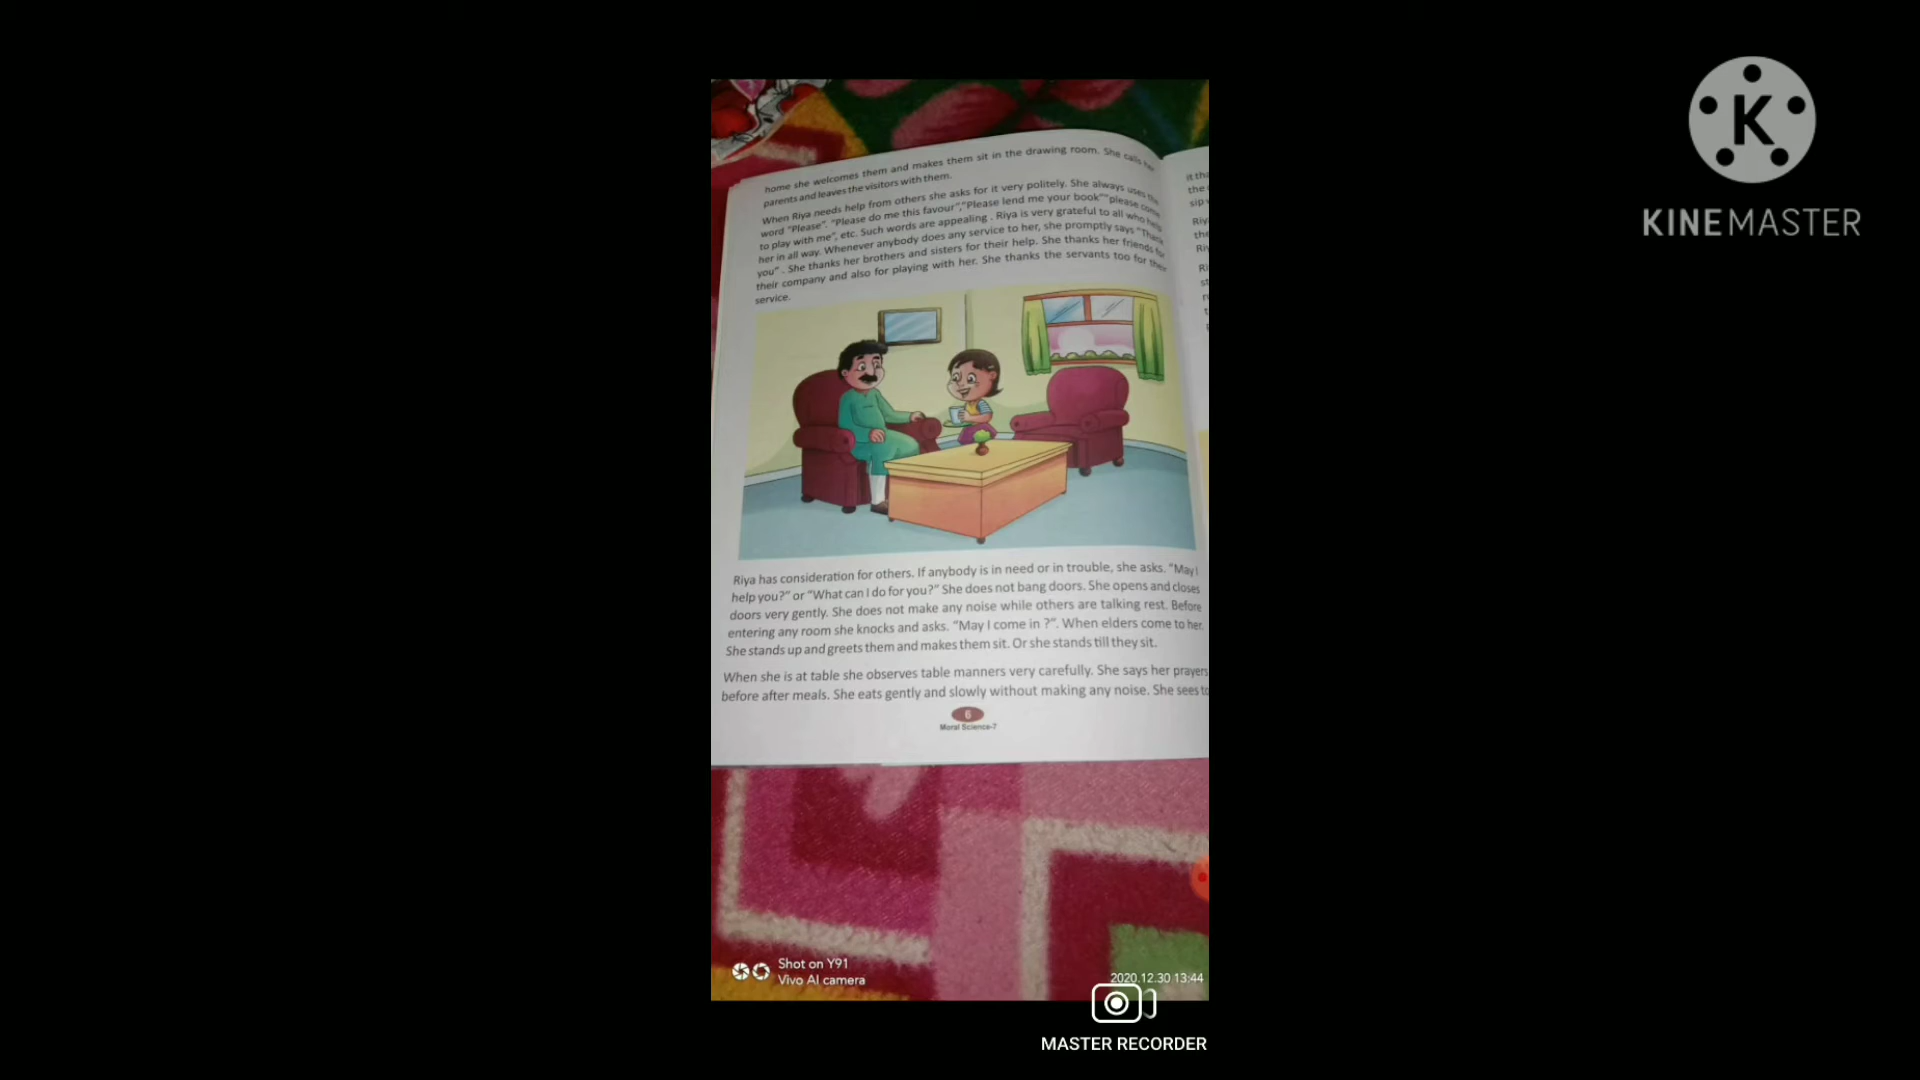 home she welcomes them and makes them sit in the drawing room. She calls her
parents and leaves the visitors with them.
When Riya needs help from others she asks for it very politely. She always uses the
word "Please". "Please do me this favour","Please lend me your book""please come
to play with me", etc. Such words are appealing . Riya is very grateful to all who help
her in all way. Whenever anybody does any service to her, she promptly says "Thank
you" . She thanks her brothers and sisters for their help. She thanks her friends for
their company and also for playing with her. She thanks the servants too for their
service.
Riya has consideration for others. If anybody is in need or in trouble, she asks. "May I
help you?" or "What can I do for you?" She does not bang doors. She opens and closes
doors very gently. She does not make any noise while others are talking rest. Before
entering any room she knocks and asks. "May I come in ?". When elders come to her.
She stands up and greets them and makes them sit. Or she stands till they sit.
When she is at table she observes table manners very carefully. She says her prayers
before after meals. She eats gently and slowly without making any noise. She sees to
6
Moral Science-7
it tha
the
sip
Riy
the
Ri
Shot on Y91
Vivo AI camera
2020.12.30 13:44
MASTER RECORDER
K
KINEMASTER